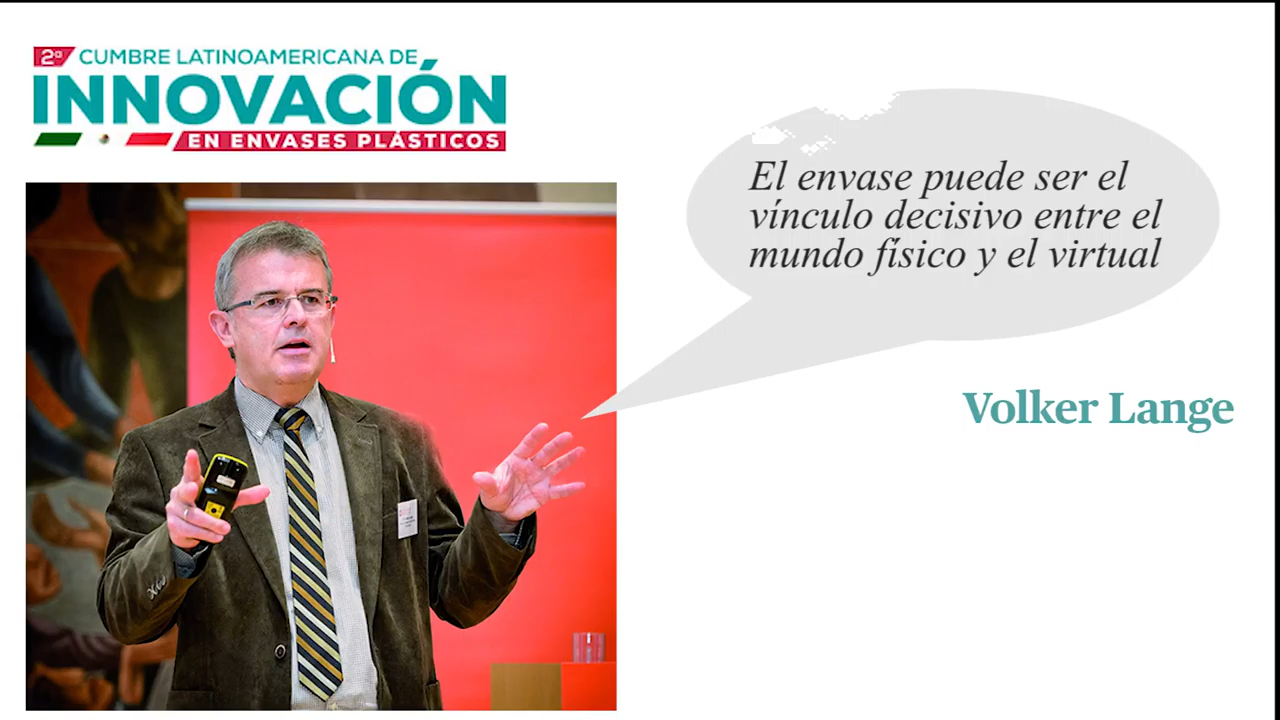 2ª CUMBRE LATINOAMERICANA DE
INNOVACIÓN
EN ENVASES PLÁSTICOS
El envase puede ser el
vínculo decisivo entre el
mundo físico y el virtual
Volker Lange